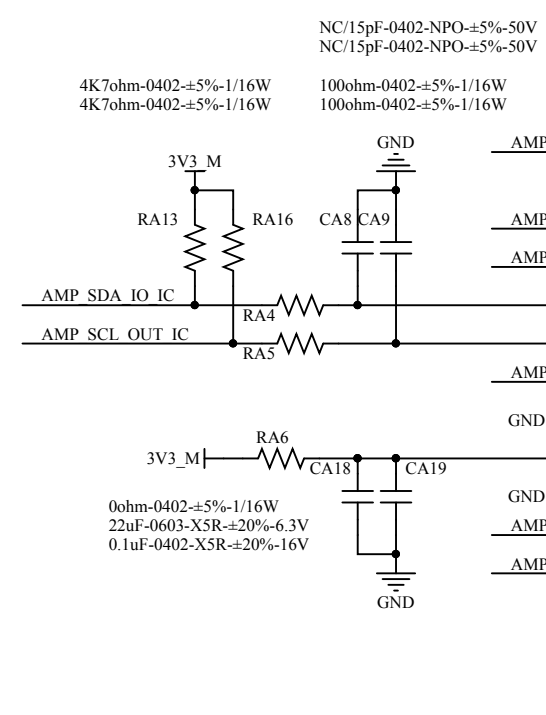 NC/15pF-0402-NPO-±5%-50V
NC/15pF-0402-NPO-±5%-50V
4K7ohm-0402-±5%-1/16W
4K7ohm-0402-±5%-1/16W
100ohm-0402-±5%-1/16W
100ohm-0402-±5%-1/16W
GND
AMP
3V3_M
RA13
RA16
CA8
CA9
AMP
AMP
AMP_SDA_IO_IC
RA4
AMP_SCL_OUT_IC
RA5
AMP
GND
RA6
3V3_M
CA18
CA19
0ohm-0402-±5%-1/16W
22uF-0603-X5R-±20%-6.3V
0.1uF-0402-X5R-±20%-16V
GND
AMP
AMP
GND